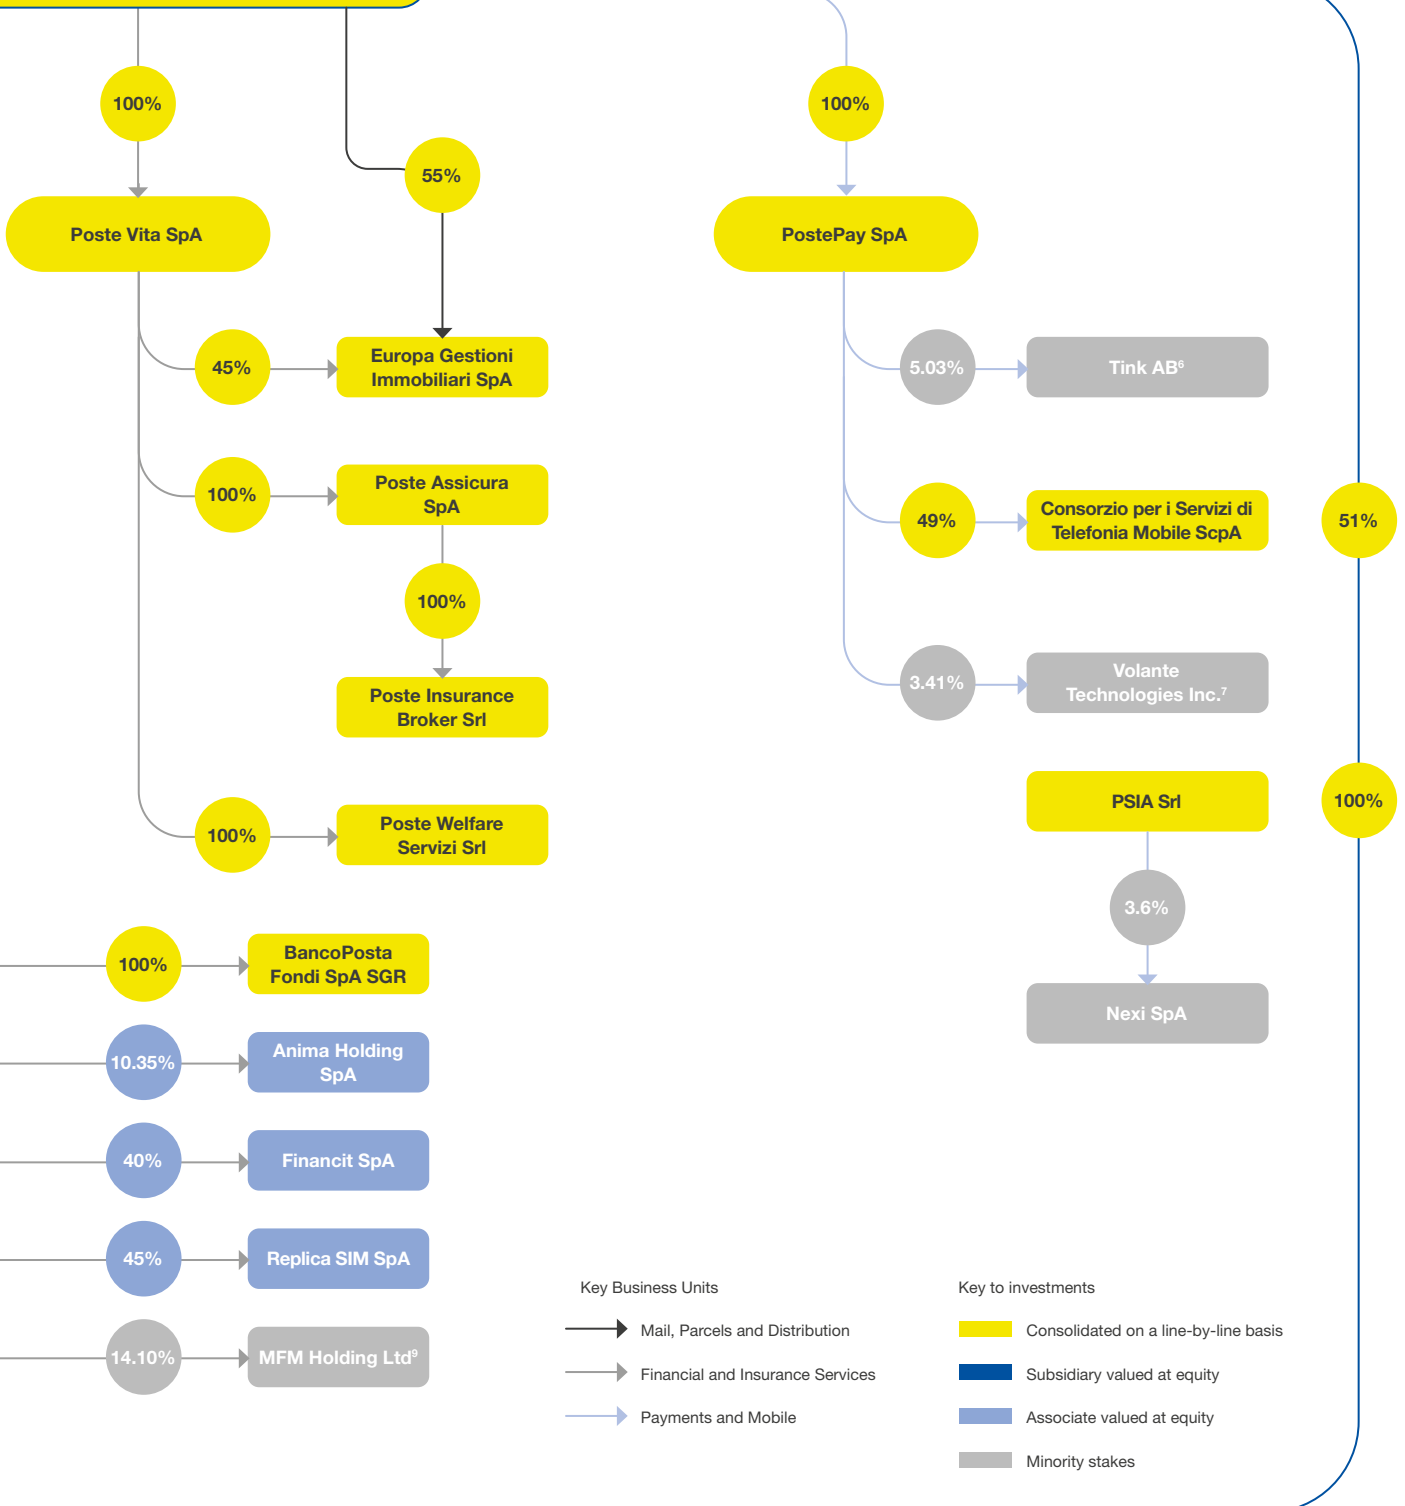 100%
55%
Poste Vita SpA
45%
Europa Gestioni
Immobiliari SpA
100%
Poste Assicura
SpA
100%
Poste Insurance
Broker Srl
100%
Poste Welfare
Servizi Srl
100%
PostePay SpA
5.03%
Tink AB⁶
49%
Consorzio per i Servizi di
Telefonia Mobile ScpA
51%
3.41%
Volante
Technologies Inc.⁷
PSIA Srl
100%
3.6%
Nexi SpA
100%
BancoPosta
Fondi SpA SGR
10.35%
Anima Holding
SpA
40%
Financit SpA
45%
Replica SIM SpA
14.10%
MFM Holding Ltd⁹
Key Business Units
Mail, Parcels and Distribution
Financial and Insurance Services
Payments and Mobile
Key to investments
Consolidated on a line-by-line basis
Subsidiary valued at equity
Associate valued at equity
Minority stakes